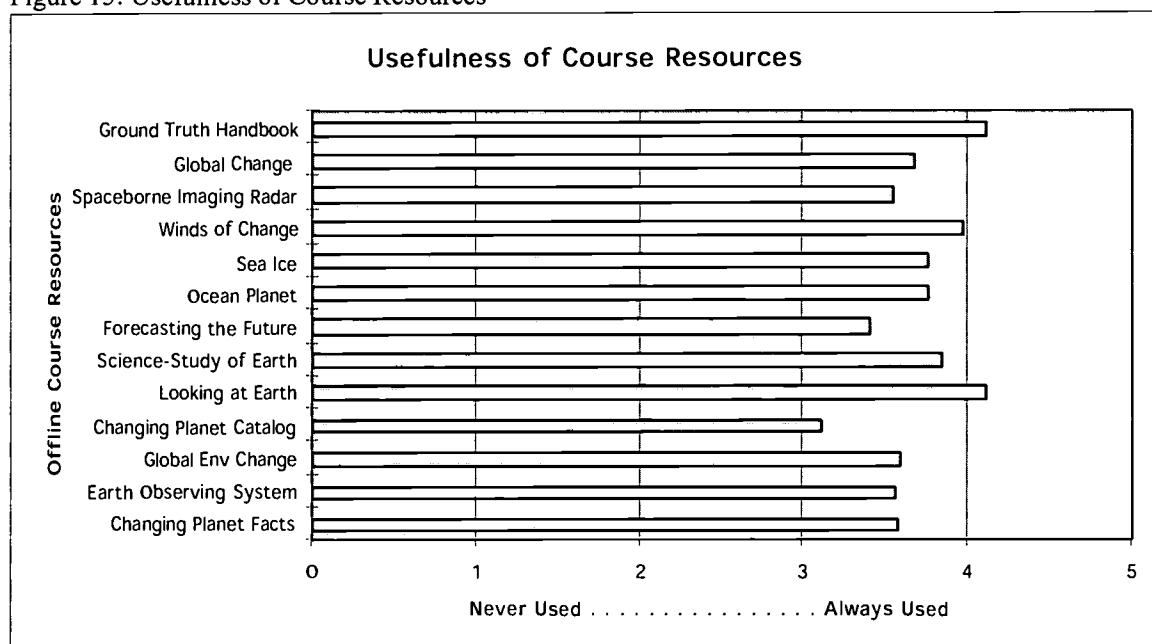 Figure 15: Usefulness of Course Resources
Usefulness of Course Resources
Offline Course Resources
Ground Truth Handbook
Global Change
Spaceborne Imaging Radar
Winds of Change
Sea Ice
Ocean Planet
Forecasting the Future
Science-Study of Earth
Looking at Earth
Changing Planet Catalog
Global Env Change
Earth Observing System
Changing Planet Facts
0 1 2 3 4 5
Never Used . . . . . . . . . . . . . . . . Always Used